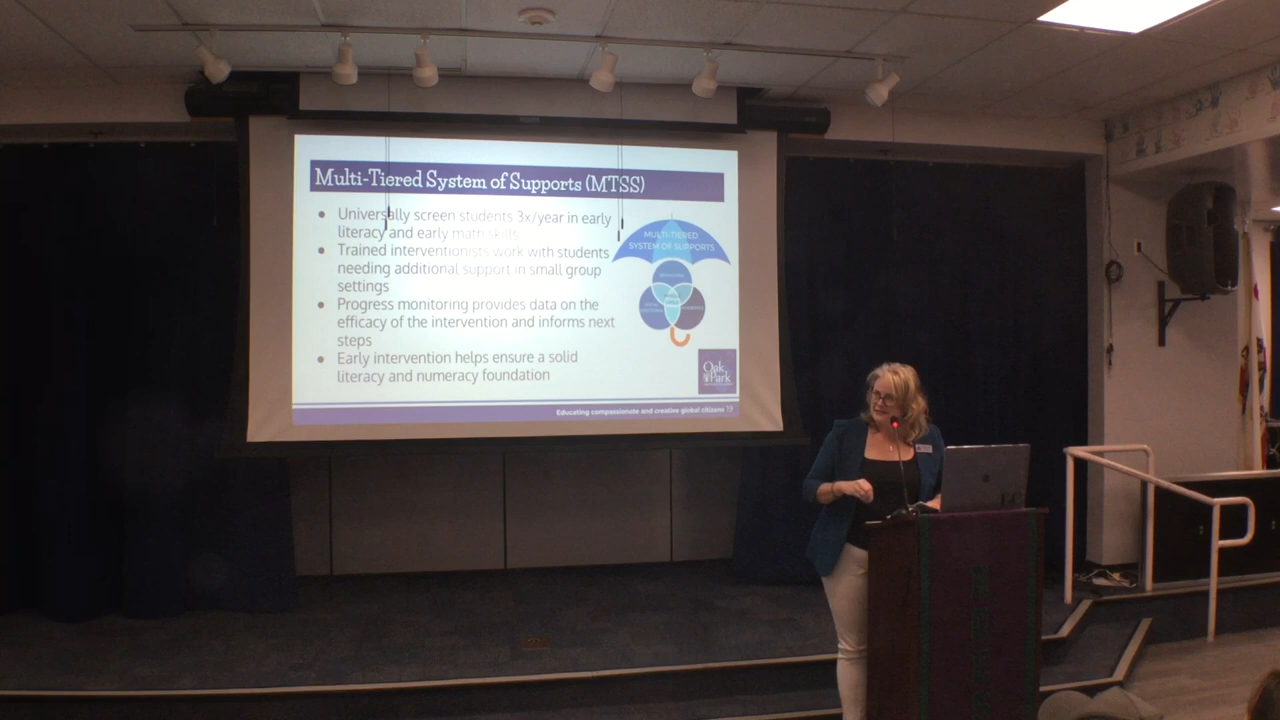 Multi-Tiered System of Supports (MTSS)
● Universally screen students 3x/year in early
literacy and early math skills
● Trained interventionists work with students
needing additional support in small group
settings
● Progress monitoring provides data on the
efficacy of the intervention and informs next
steps
● Early intervention helps ensure a solid
literacy and numeracy foundation
MULTI-TIERED
SYSTEM OF SUPPORTS
Oak
Park
Educating compassionate and creative global citizens 19